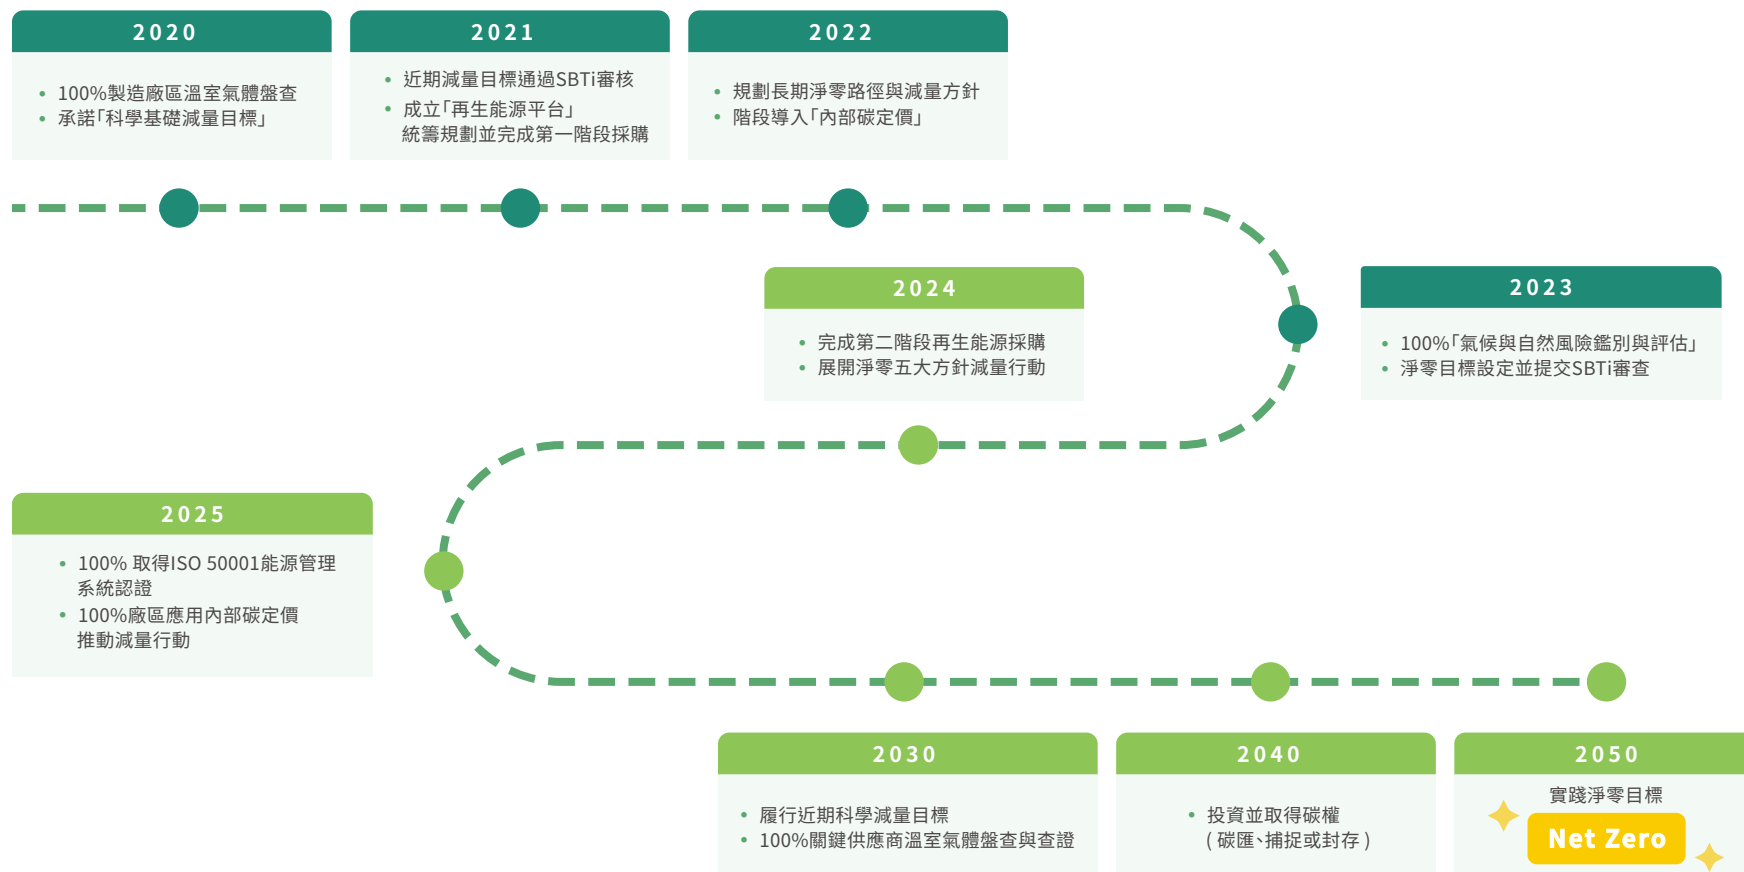 2020
• 100%製造廠區溫室氣體盤查
• 承諾「科學基礎減量目標」
2021
• 近期減量目標通過SBTi審核
• 成立「再生能源平台」
統籌規劃並完成第一階段採購
2022
• 規劃長期淨零路徑與減量方針
• 階段導入「內部碳定價」
2023
• 100%「氣候與自然風險鑑別與評估」
• 淨零目標設定並提交SBTi審查
2024
• 完成第二階段再生能源採購
• 展開淨零五大方針減量行動
2025
• 100% 取得ISO 50001能源管理
系統認證
• 100%廠區應用內部碳定價
推動減量行動
2030
• 履行近期科學減量目標
• 100%關鍵供應商溫室氣體盤查與查證
2040
• 投資並取得碳權
( 碳匯、捕捉或封存 )
2050
實踐淨零目標
Net Zero